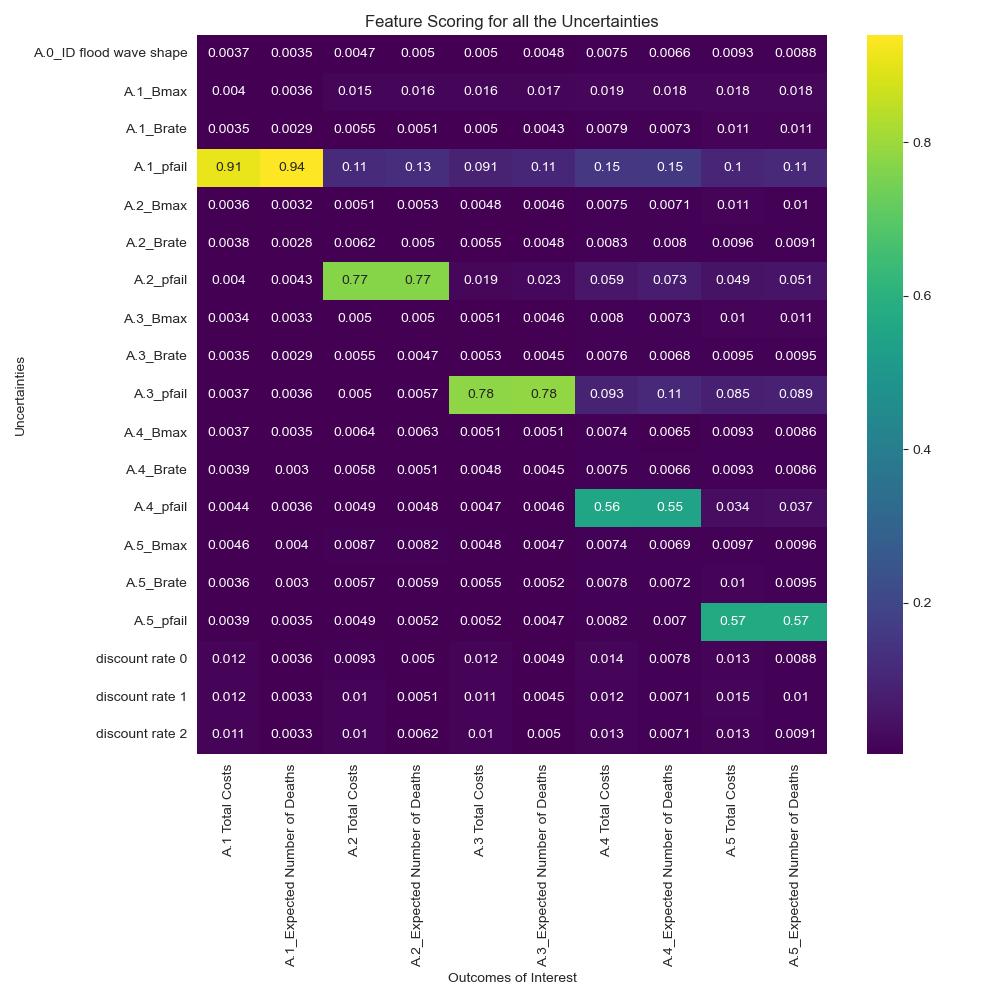 Feature Scoring for all the Uncertainties
A.0_ID flood wave shape 0.0037 0.0035 0.0047 0.005 0.005 0.0048 0.0075 0.0066 0.0093 0.0088
A.1_Bmax 0.004 0.0036 0.015 0.016 0.016 0.017 0.019 0.018 0.018 0.018
A.1_Brate 0.0035 0.0029 0.0055 0.0051 0.005 0.0043 0.0079 0.0073 0.011 0.011
A.1_pfail 0.91 0.94 0.11 0.13 0.091 0.11 0.15 0.15 0.1 0.11
A.2_Bmax 0.0036 0.0032 0.0051 0.0053 0.0048 0.0046 0.0075 0.0071 0.011 0.01
A.2_Brate 0.0038 0.0028 0.0062 0.005 0.0055 0.0048 0.0083 0.008 0.0096 0.0091
A.2_pfail 0.004 0.0043 0.77 0.77 0.019 0.023 0.059 0.073 0.049 0.051
A.3_Bmax 0.0034 0.0033 0.005 0.005 0.0051 0.0046 0.008 0.0073 0.01 0.011
A.3_Brate 0.0035 0.0029 0.0055 0.0047 0.0053 0.0045 0.0076 0.0068 0.0095 0.0095
A.3_pfail 0.0037 0.0036 0.005 0.0057 0.78 0.78 0.093 0.11 0.085 0.089
A.4_Bmax 0.0037 0.0035 0.0064 0.0063 0.0051 0.0051 0.0074 0.0065 0.0093 0.0086
A.4_Brate 0.0039 0.003 0.0058 0.0051 0.0048 0.0045 0.0075 0.0066 0.0093 0.0086
A.4_pfail 0.0044 0.0036 0.0049 0.0048 0.0047 0.0046 0.56 0.55 0.034 0.037
A.5_Bmax 0.0046 0.004 0.0087 0.0082 0.0048 0.0047 0.0074 0.0069 0.0097 0.0096
A.5_Brate 0.0036 0.003 0.0057 0.0059 0.0055 0.0052 0.0078 0.0072 0.01 0.0095
A.5_pfail 0.0039 0.0035 0.0049 0.0052 0.0052 0.0047 0.0082 0.007 0.57 0.57
discount rate 0 0.012 0.0036 0.0093 0.005 0.012 0.0049 0.014 0.0078 0.013 0.0088
discount rate 1 0.012 0.0033 0.01 0.0051 0.011 0.0045 0.012 0.0071 0.015 0.01
discount rate 2 0.011 0.0033 0.01 0.0062 0.01 0.005 0.013 0.0071 0.013 0.0091
Uncertainties
A.1 Total Costs
A.1_Expected Number of Deaths
A.2 Total Costs
A.2_Expected Number of Deaths
A.3 Total Costs
A.3_Expected Number of Deaths
A.4 Total Costs
A.4_Expected Number of Deaths
A.5 Total Costs
A.5_Expected Number of Deaths
Outcomes of Interest
0.8
0.6
0.4
0.2